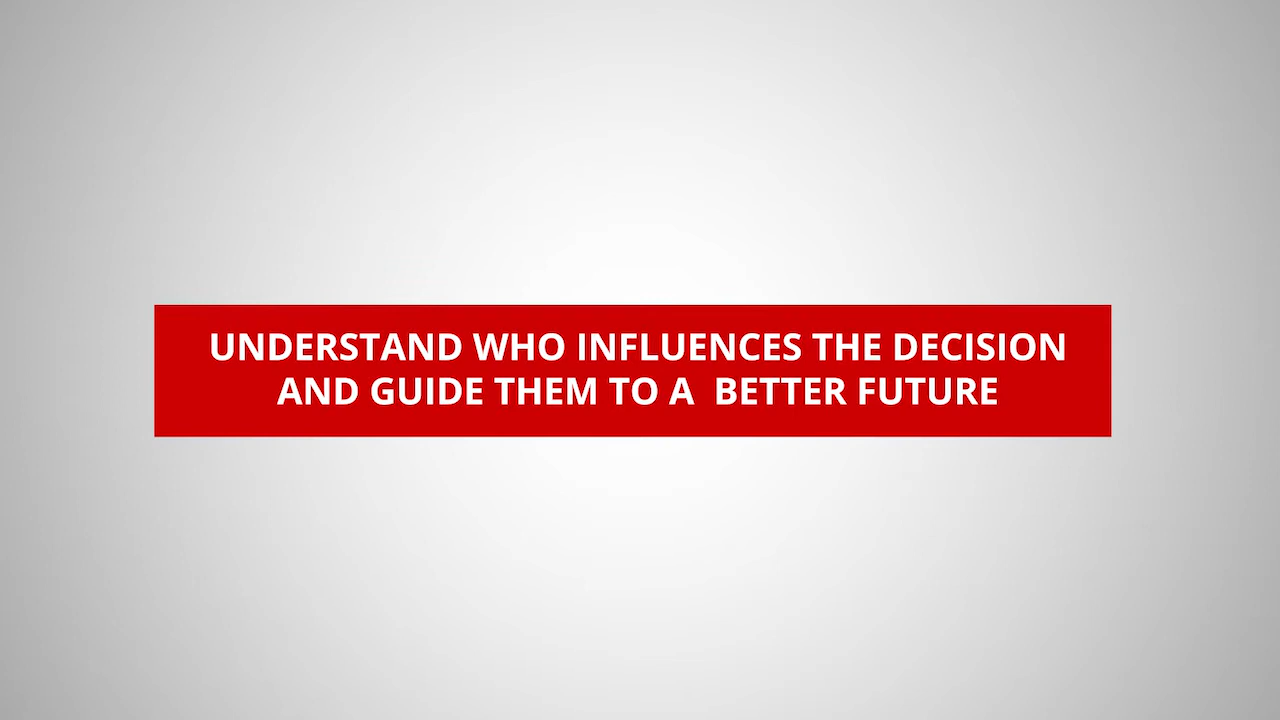 UNDERSTAND WHO INFLUENCES THE DECISION
AND GUIDE THEM TO A  BETTER FUTURE